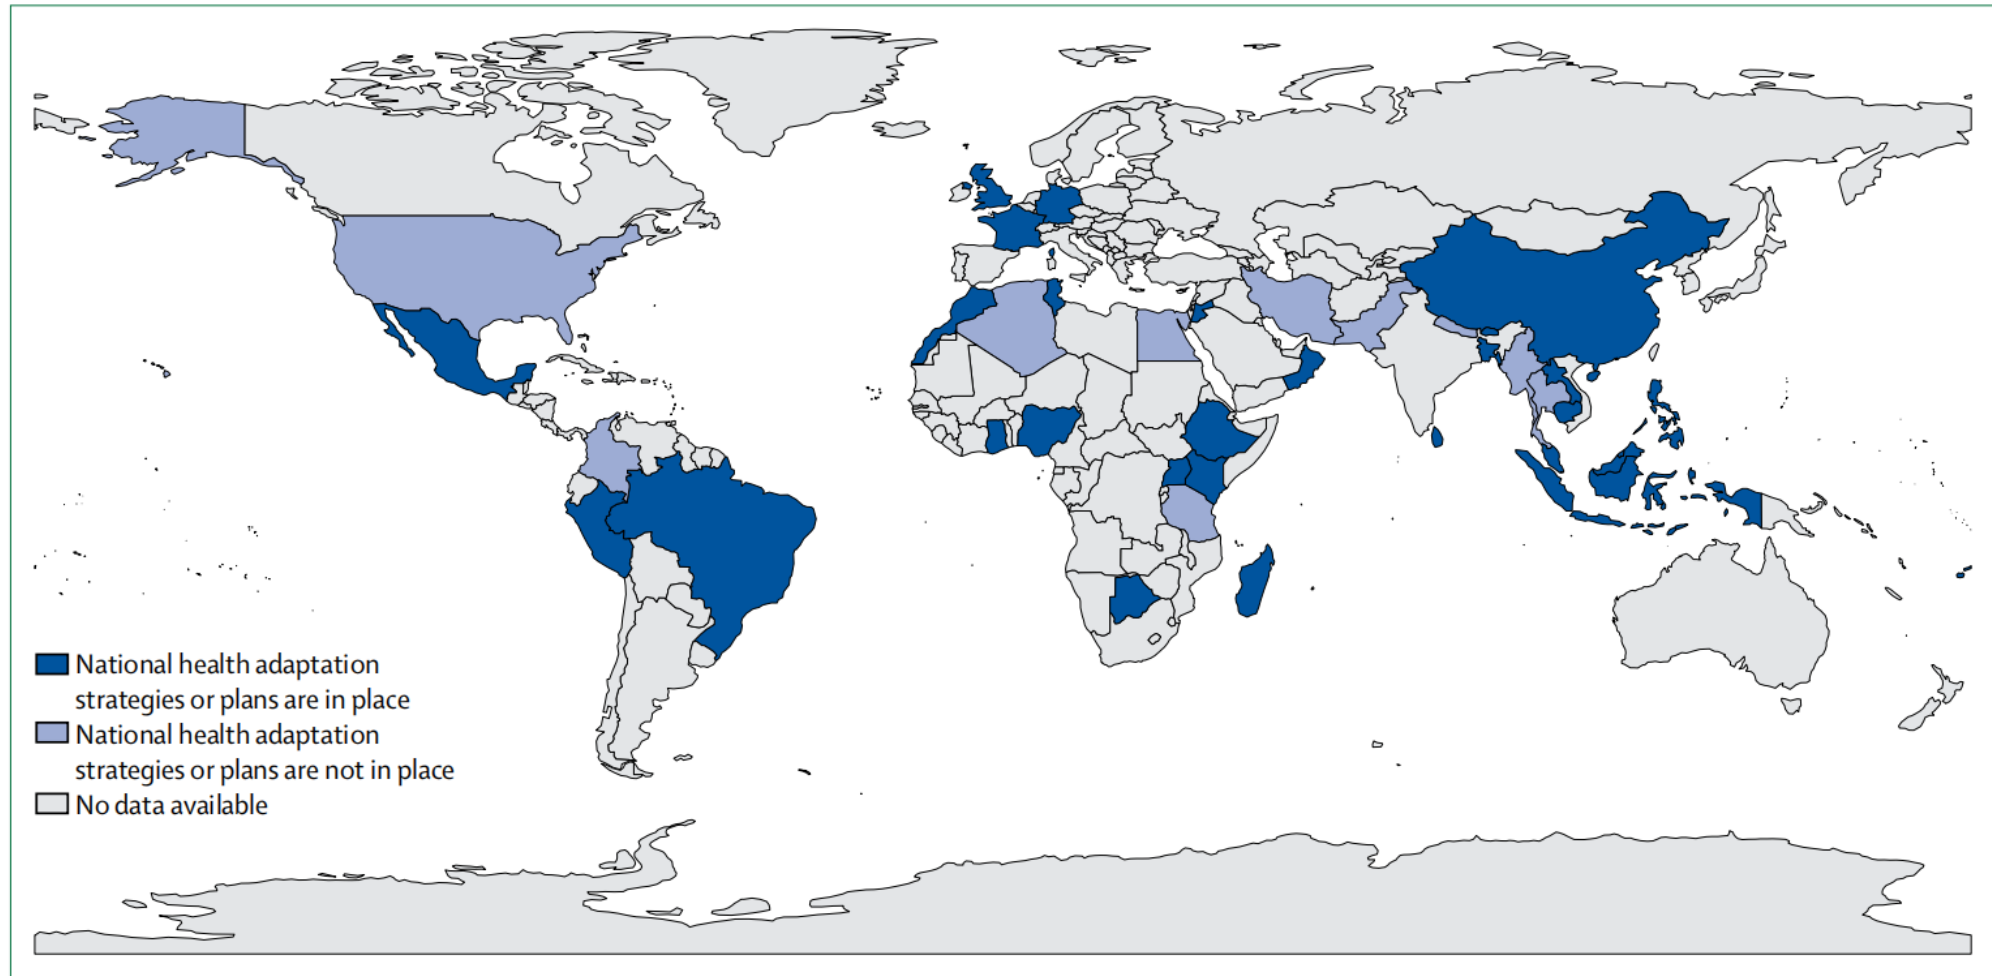 National health adaptation
strategies or plans are in place
National health adaptation
strategies or plans are not in place
No data available